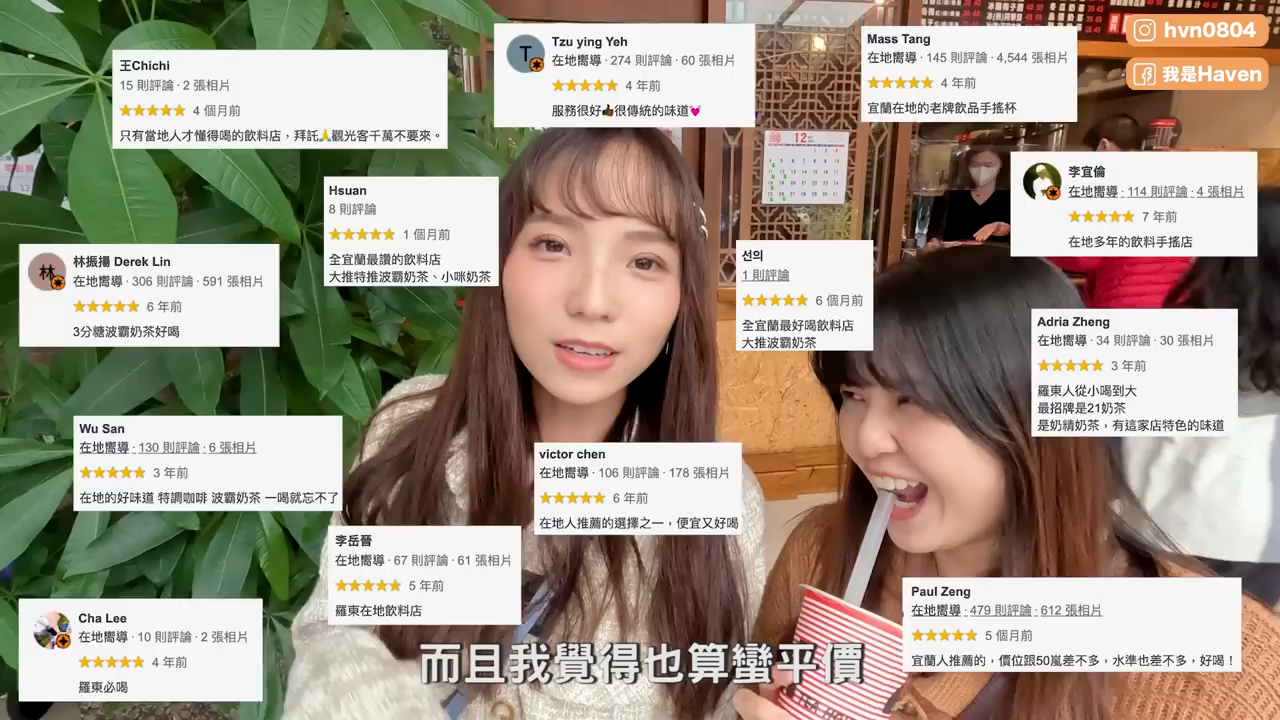 hvn0804
我是Haven
王Chichi
15 則評論 · 2 張相片
★★★★★ 4 個月前
只有當地人才懂得喝的飲料店，拜託🙏觀光客千萬不要來。
T
Tzu ying Yeh
在地嚮導 · 274 則評論 · 60 張相片
★★★★★ 4 年前
服務很好👍🏿很傳統的味道💓
Mass Tang
在地嚮導 · 145 則評論 · 4,544 張相片
★★★★★ 4 年前
宜蘭在地的老牌飲品手搖杯
12
李宜倫
在地嚮導 · 114 則評論 · 4 張相片
★★★★★ 7 年前
在地多年的飲料手搖店
Hsuan
8 則評論
★★★★★ 1 個月前
全宜蘭最讚的飲料店
大推特推波霸奶茶、小咪奶茶
林
林振揚 Derek Lin
在地嚮導 · 306 則評論 · 591 張相片
★★★★★ 6 年前
3分糖波霸奶茶好喝
선의
1 則評論
★★★★★ 6 個月前
全宜蘭最好喝飲料店
大推波霸奶茶
Adria Zheng
在地嚮導 · 34 則評論 · 30 張相片
★★★★★ 3 年前
羅東人從小喝到大
最招牌是21奶茶
是奶精奶茶，有這家店特色的味道
Wu San
在地嚮導 · 130 則評論 · 6 張相片
★★★★★ 3 年前
在地的好味道 特調咖啡 波霸奶茶 一喝就忘不了
victor chen
在地嚮導 · 106 則評論 · 178 張相片
★★★★★ 6 年前
在地人推薦的選擇之一，便宜又好喝
李岳晉
在地嚮導 · 67 則評論 · 61 張相片
★★★★★ 5 年前
羅東在地飲料店
Cha Lee
在地嚮導 · 10 則評論 · 2 張相片
★★★★★ 4 年前
羅東必喝
Paul Zeng
在地嚮導 · 479 則評論 · 612 張相片
★★★★★ 5 個月前
宜蘭人推薦的，價位跟50嵐差不多，水準也差不多，好喝！
而且我覺得也算蠻平價